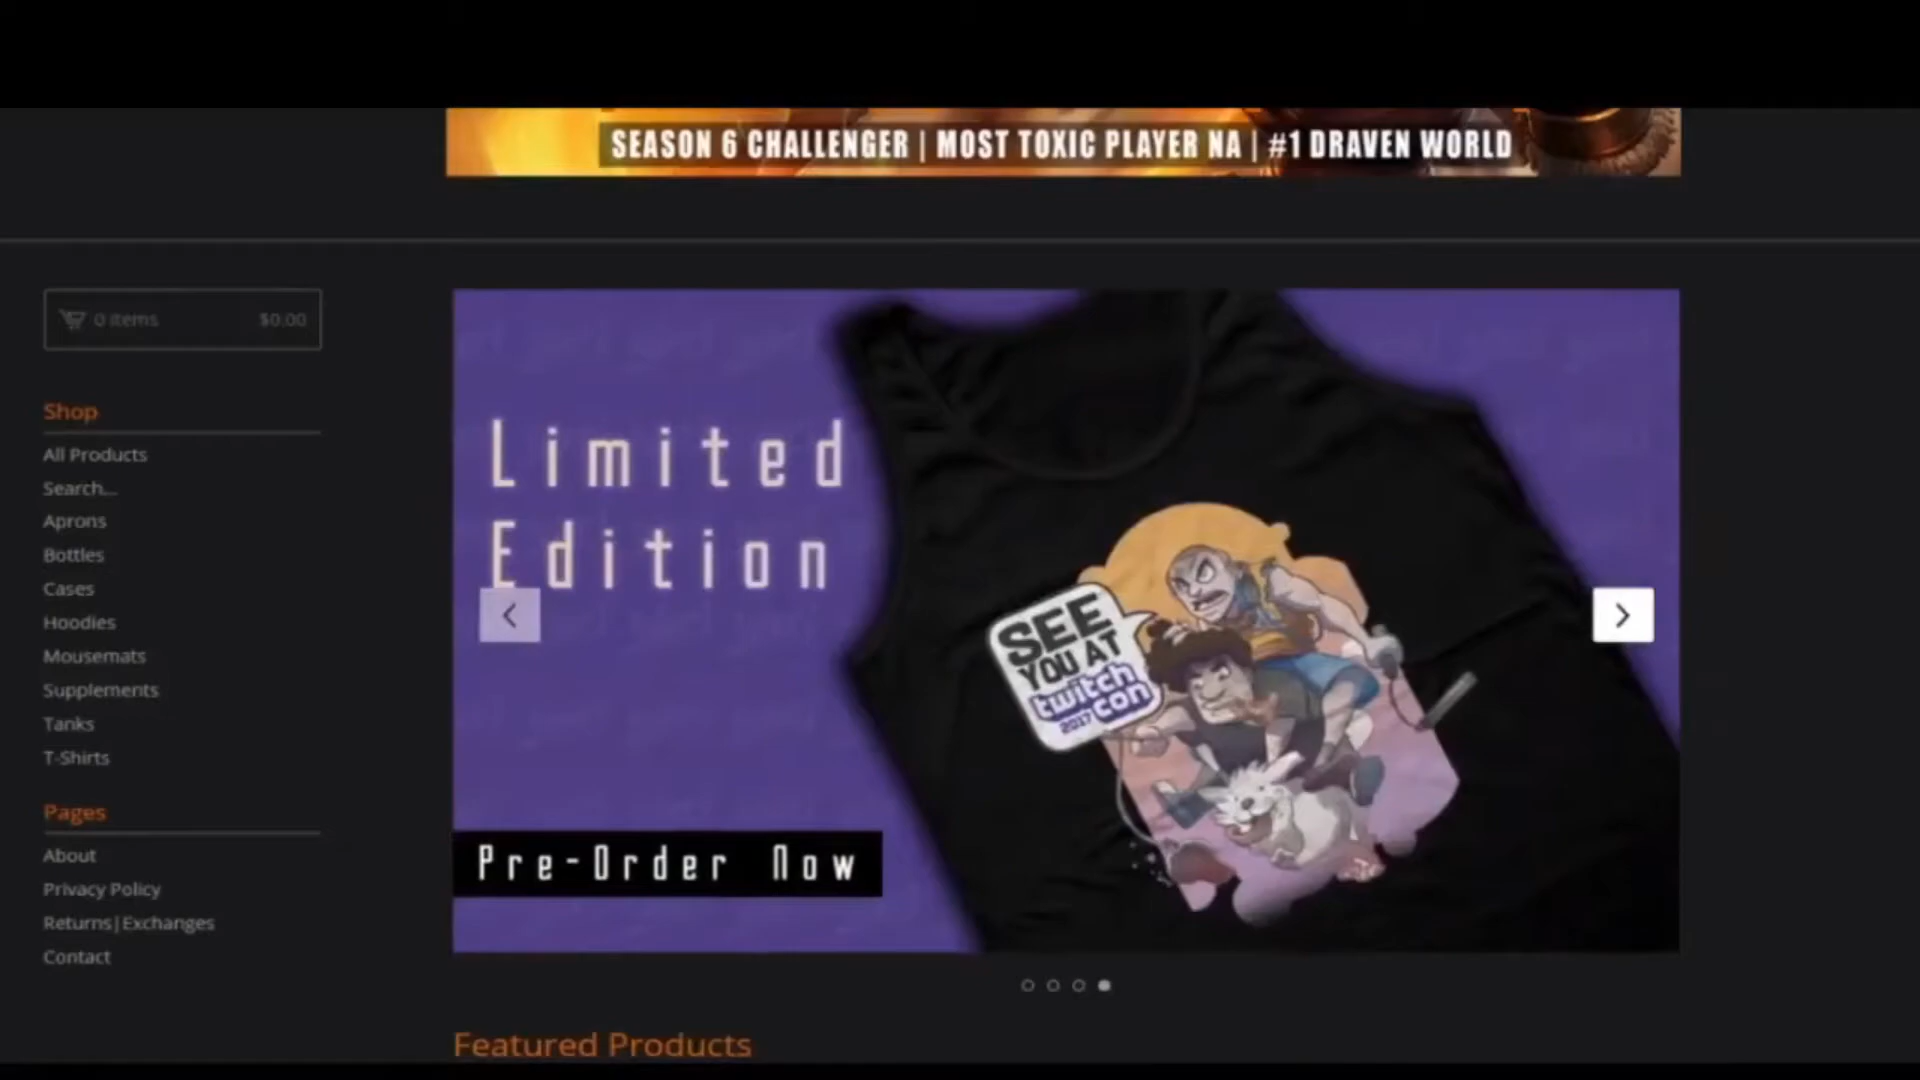 SEASON 6 CHALLENGER | MOST TOXIC PLAYER NA | #1 DRAVEN WORLD
0 items $0.00
Shop
All Products
Search...
Aprons
Bottles
Cases
Hoodies
Mousemats
Supplements
Tanks
T-Shirts
Pages
About
Privacy Policy
Returns|Exchanges
Contact
Limited
Edition
Pre-Order Now
SEE
YOU AT
twitch
con
2017
Featured Products